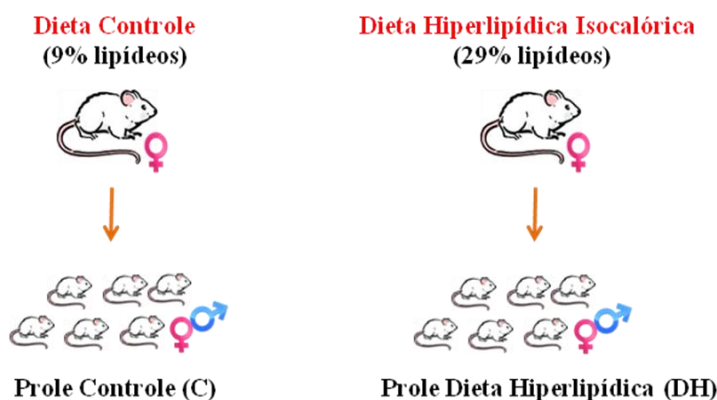 Dieta Controle
(9% lipídeos)
Dieta Hiperlipídica Isocalórica
(29% lipídeos)
Prole Controle (C)
Prole Dieta Hiperlipídica (DH)